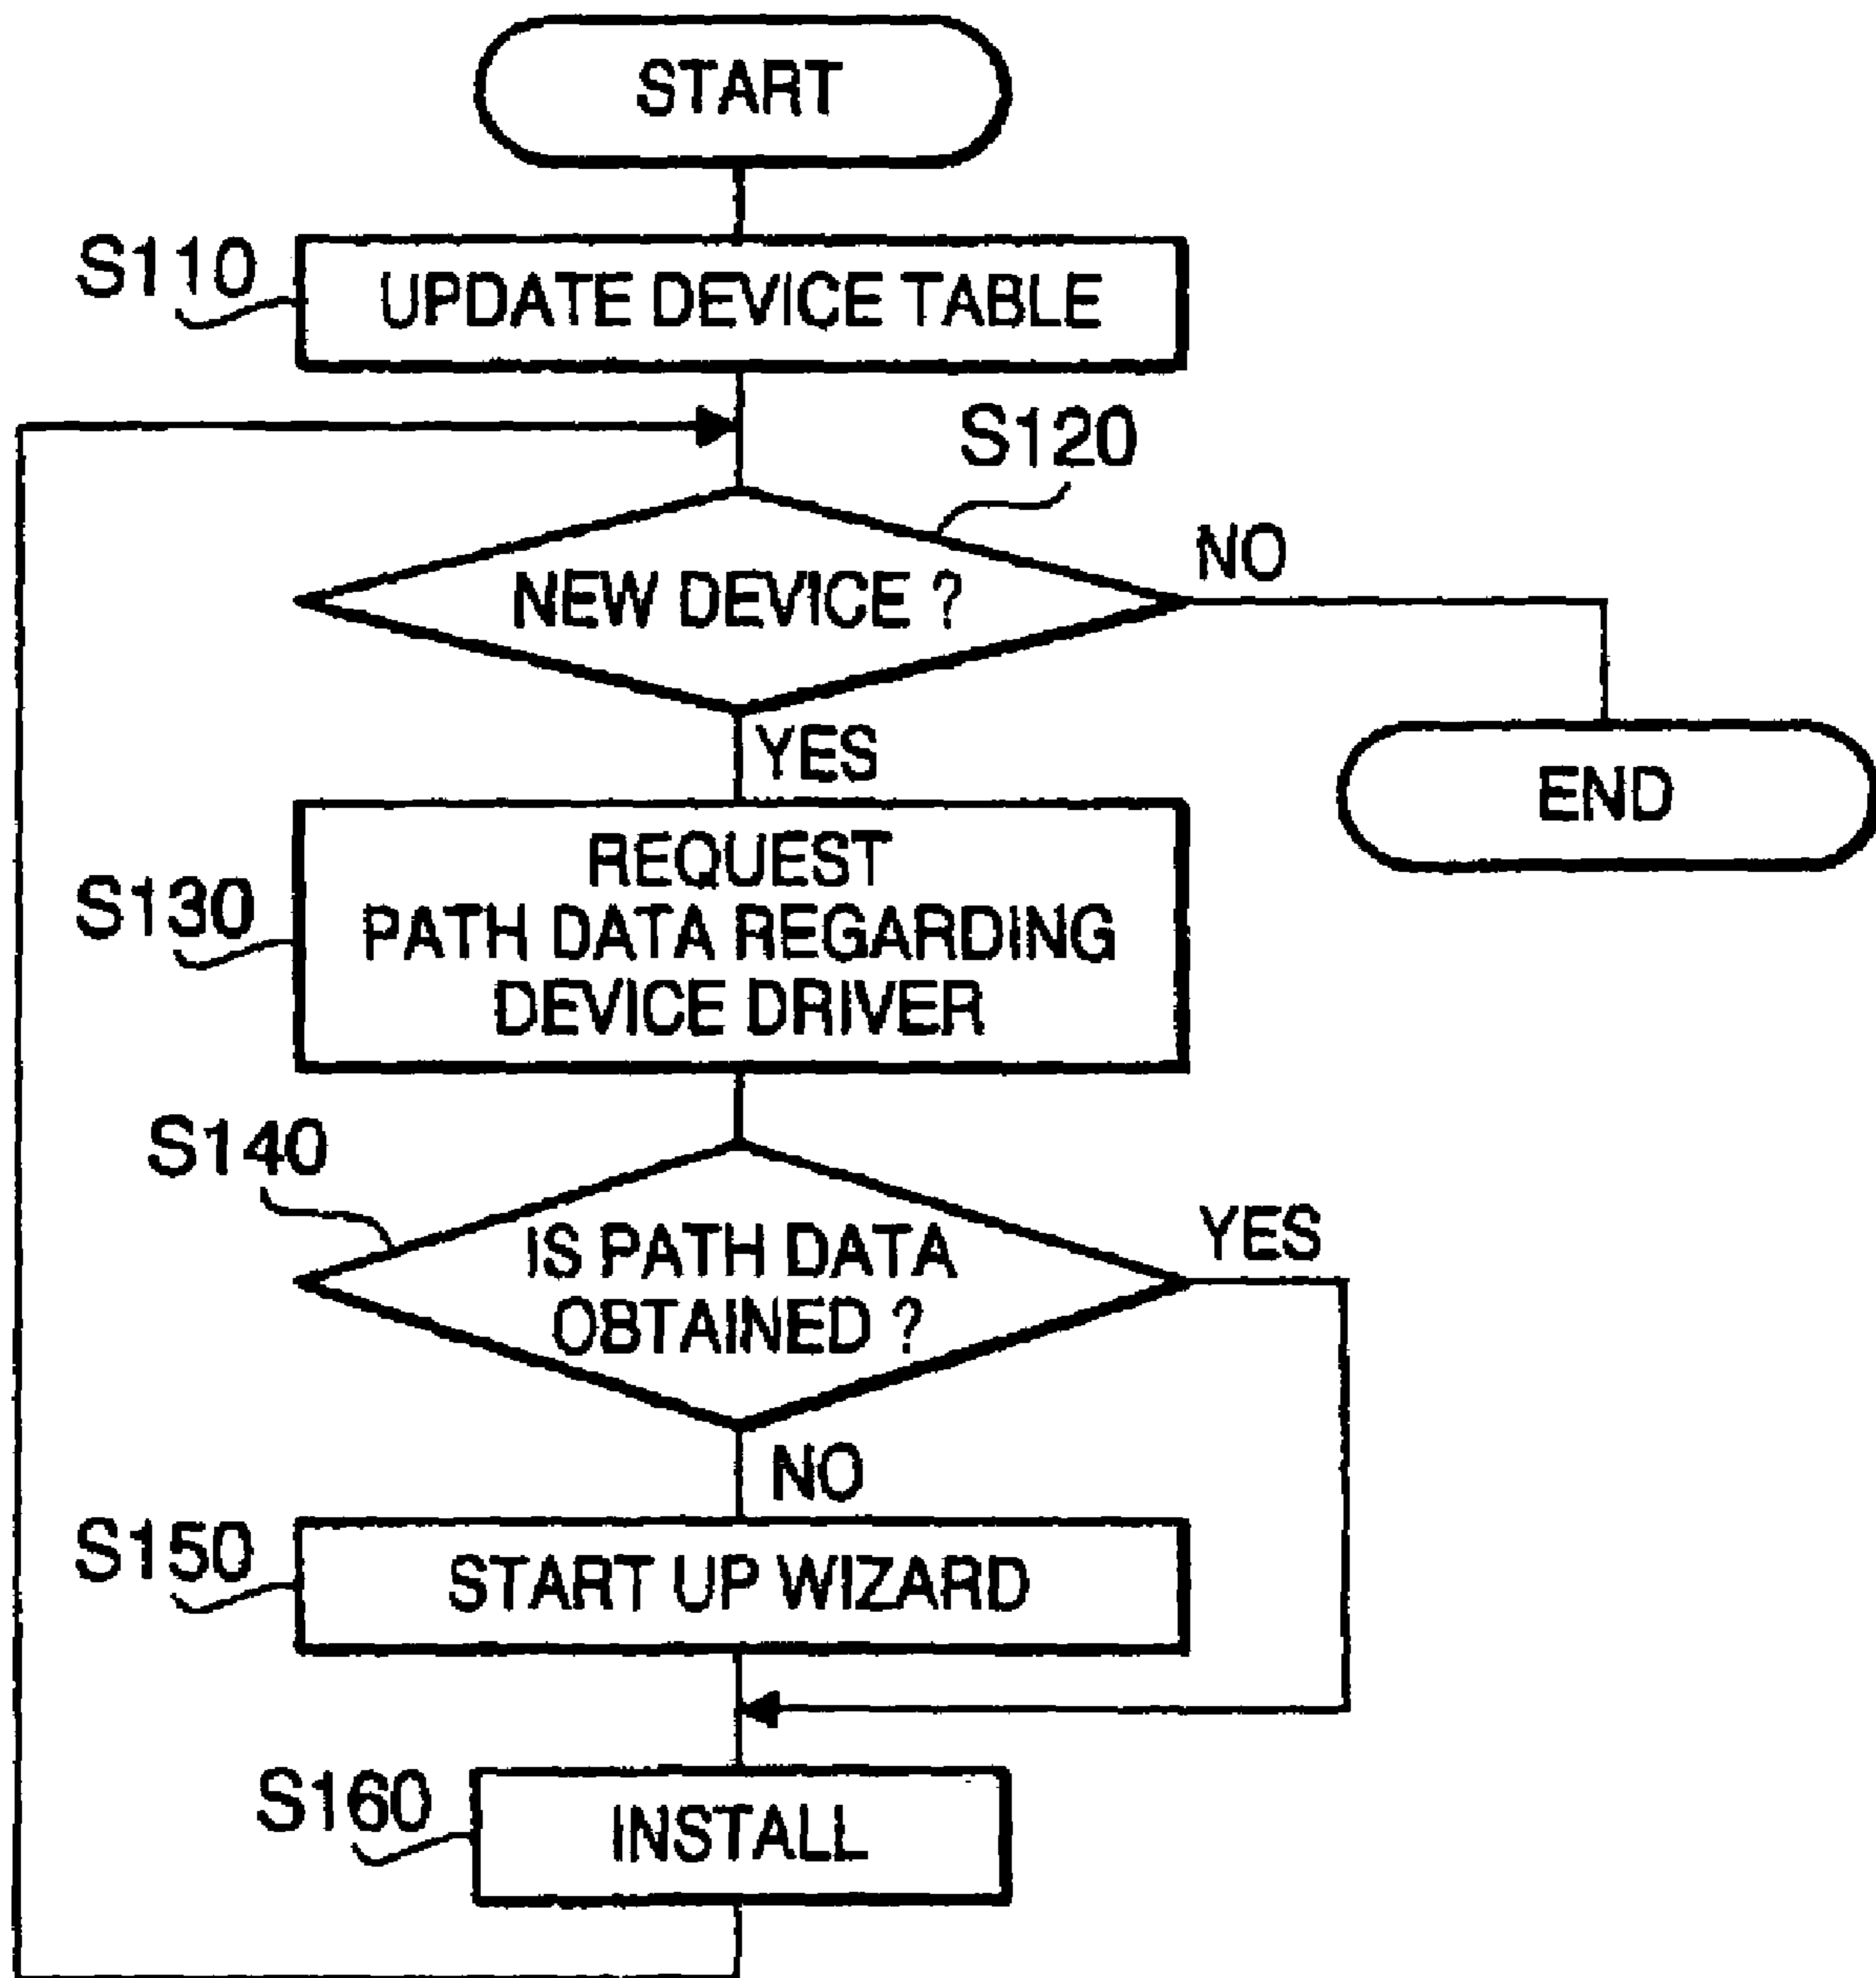 START
S110
UPDATE DEVICE TABLE
S120
NEW DEVICE ?
NO
YES
END
S130
REQUEST
PATH DATA REGARDING
DEVICE DRIVER
S140
IS PATH DATA
OBTAINED ?
YES
NO
S150
START UP WIZARD
S160
INSTALL